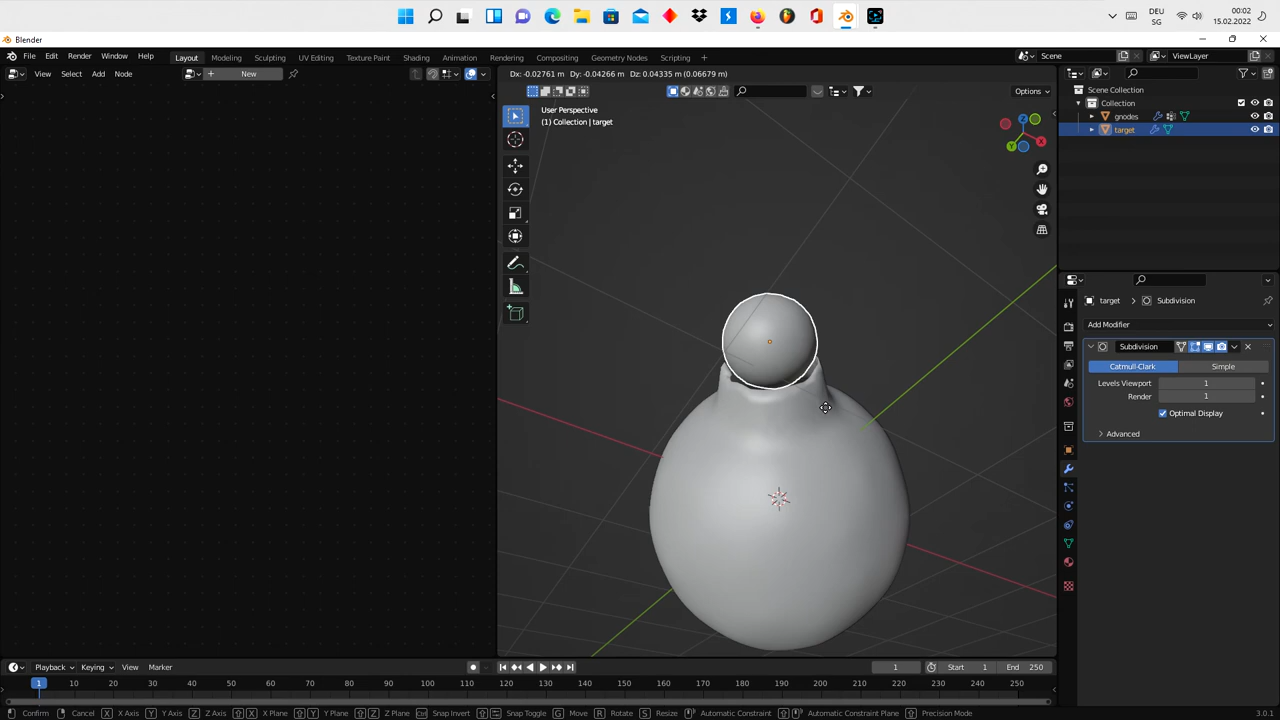 DEU
SG
00:02
15.02.2022
Blender
File Edit Render Window Help
Layout Modeling Sculpting UV Editing Texture Paint Shading Animation Rendering Compositing Geometry Nodes Scripting +
Scene
ViewLayer
View Select Add Node
New
Dx: -0.02761 m Dy: -0.04266 m Dz: 0.04335 m (0.06679 m)
Options
User Perspective
(1) Collection | target
Z
X
Y
Scene Collection
Collection
gnodes
target
target > Subdivision
Add Modifier
Subdivision
Catmull-Clark Simple
Levels Viewport 1
Render 1
Optimal Display
Advanced
Playback Keying View Marker
1
Start 1
End 250
1 10 20 30 40 50 60 70 80 90 100 110 120 130 140 150 160 170 180 190 200 210 220 230 240 250
Confirm Cancel X X Axis Y Y Axis Z Z Axis X X Plane Y Y Plane Z Z Plane Snap Invert Snap Toggle G Move R Rotate S Resize Automatic Constraint Automatic Constraint Plane Precision Mode
3.0.1